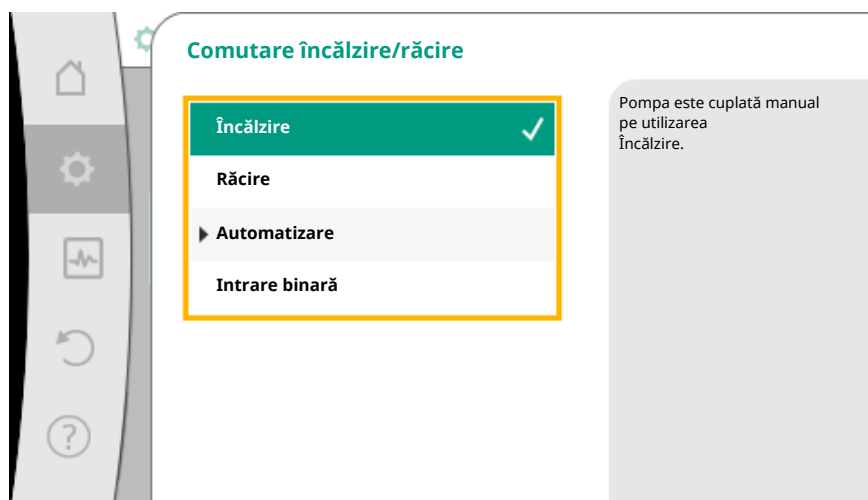 Comutare încălzire/răcire
Încălzire
Răcire
Automatizare
Intrare binară
Pompa este cuplată manual
pe utilizarea
Încălzire.
?